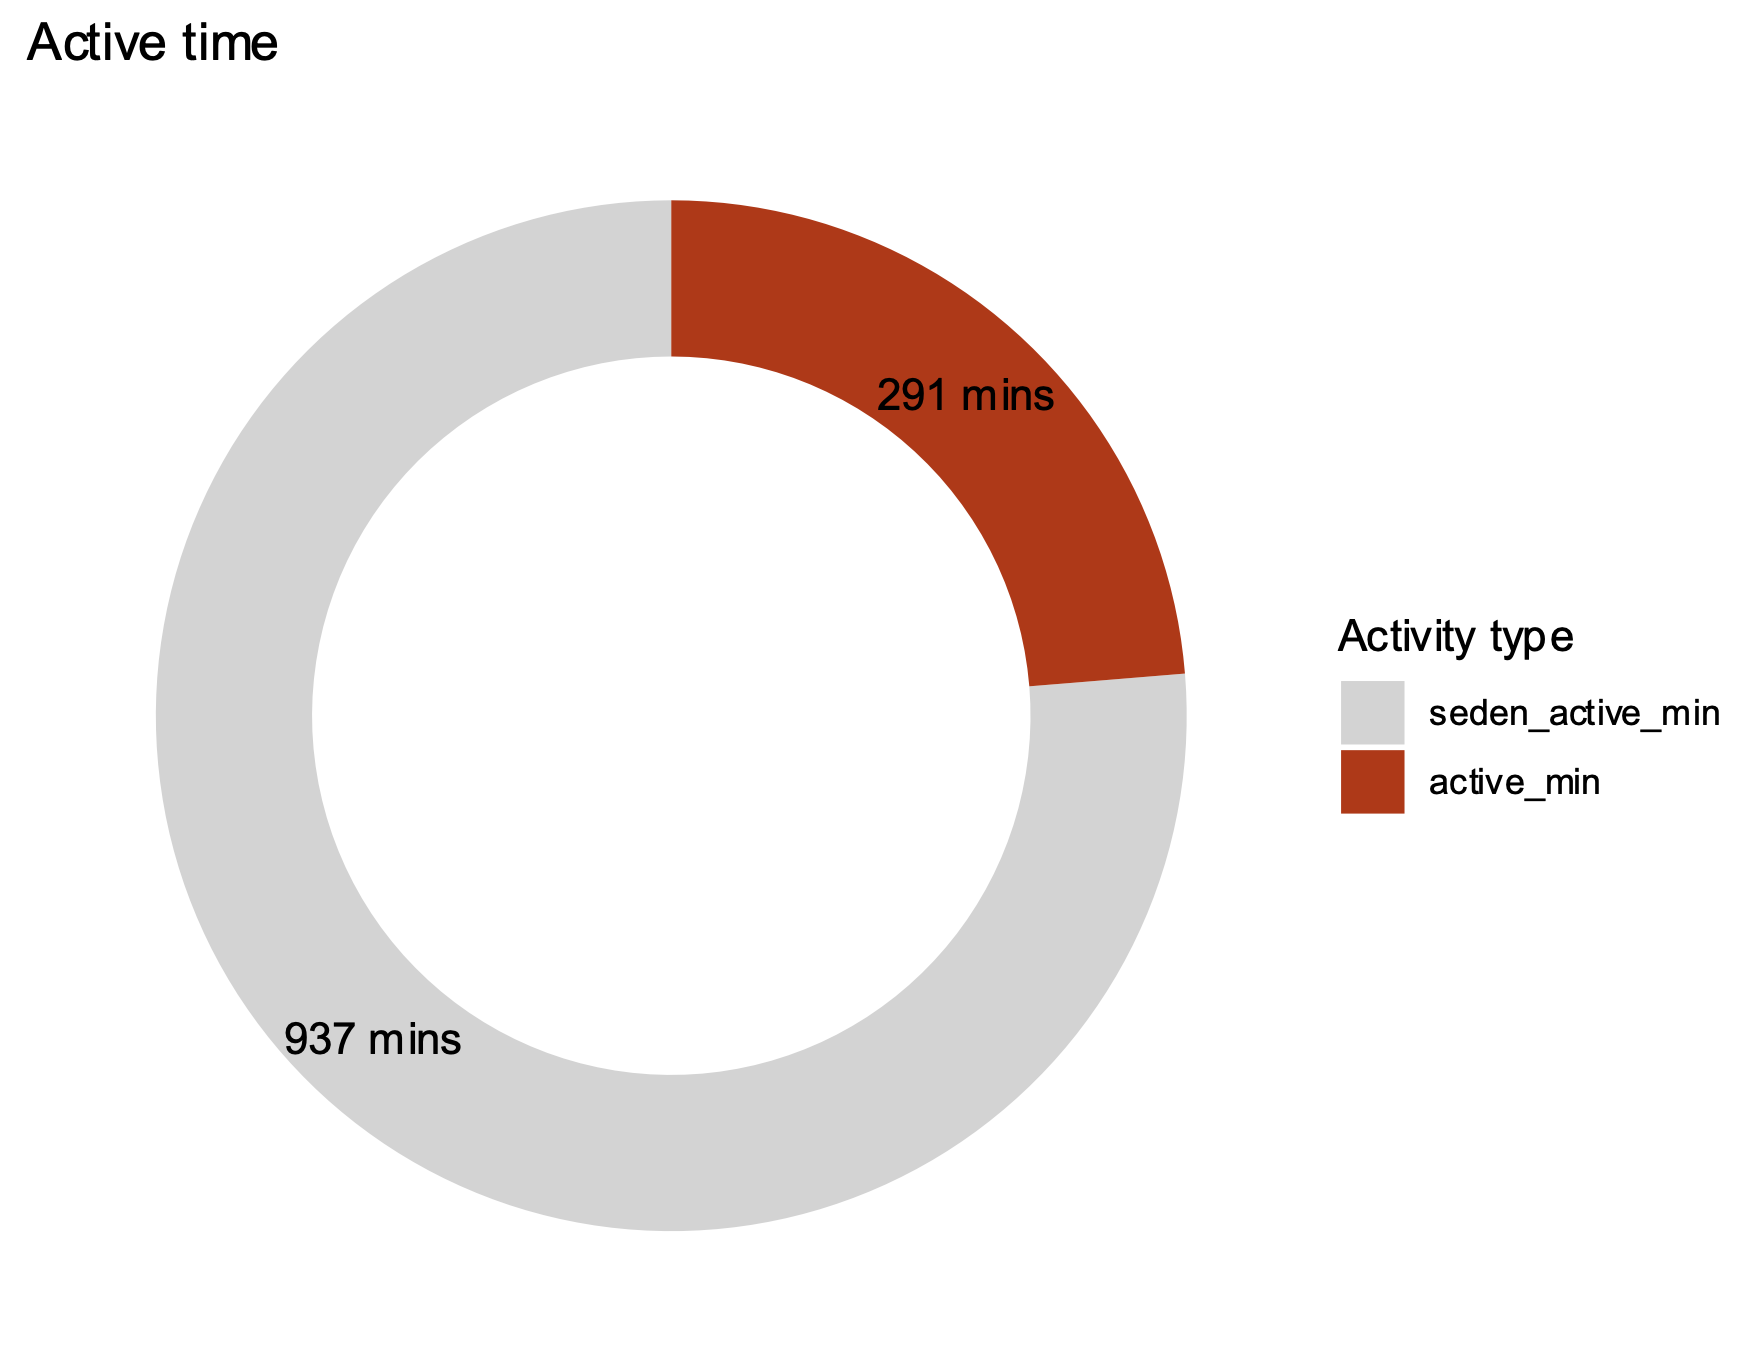 Active time
291 mins
Activity type
seden_active_min
active_min
937 mins